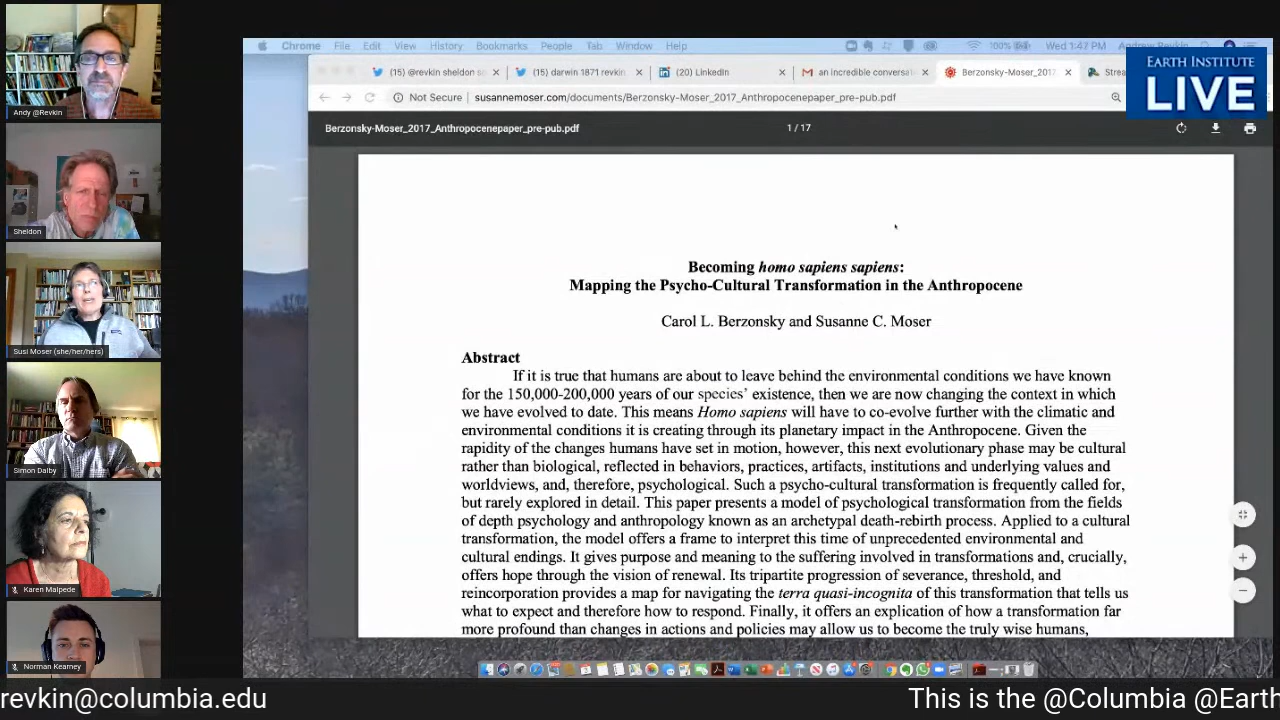 Chrome File Edit View History Bookmarks People Tab Window Help
100%
Wed 1:47 PM Andrew Revkin
(15) @revkin sheldon s
(15) darwin 1871 revkin
(20) LinkedIn
an incredible conversat
Berzonsky-Moser_2017
Strea
EARTH INSTITUTE
LIVE
Not Secure
susannemoser.com/documents/Berzonsky-Moser_2017_Anthropocenepaper_pre-pub.pdf
Berzonsky-Moser_2017_Anthropocenepaper_pre-pub.pdf
1 / 17
Andy @Revkin
Sheldon
Susi Moser (she/her/hers)
Simon Dalby
Karen Malpede
Norman Kearney
Becoming homo sapiens sapiens:
Mapping the Psycho-Cultural Transformation in the Anthropocene
Carol L. Berzonsky and Susanne C. Moser
Abstract
If it is true that humans are about to leave behind the environmental conditions we have known
for the 150,000-200,000 years of our species' existence, then we are now changing the context in which
we have evolved to date. This means Homo sapiens will have to co-evolve further with the climatic and
environmental conditions it is creating through its planetary impact in the Anthropocene. Given the
rapidity of the changes humans have set in motion, however, this next evolutionary phase may be cultural
rather than biological, reflected in behaviors, practices, artifacts, institutions and underlying values and
worldviews, and, therefore, psychological. Such a psycho-cultural transformation is frequently called for,
but rarely explored in detail. This paper presents a model of psychological transformation from the fields
of depth psychology and anthropology known as an archetypal death-rebirth process. Applied to a cultural
transformation, the model offers a frame to interpret this time of unprecedented environmental and
cultural endings. It gives purpose and meaning to the suffering involved in transformations and, crucially,
offers hope through the vision of renewal. Its tripartite progression of severance, threshold, and
reincorporation provides a map for navigating the terra quasi-incognita of this transformation that tells us
what to expect and therefore how to respond. Finally, it offers an explication of how a transformation far
more profound than changes in actions and policies may allow us to become the truly wise humans,
revkin@columbia.edu
This is the @Columbia @Earth